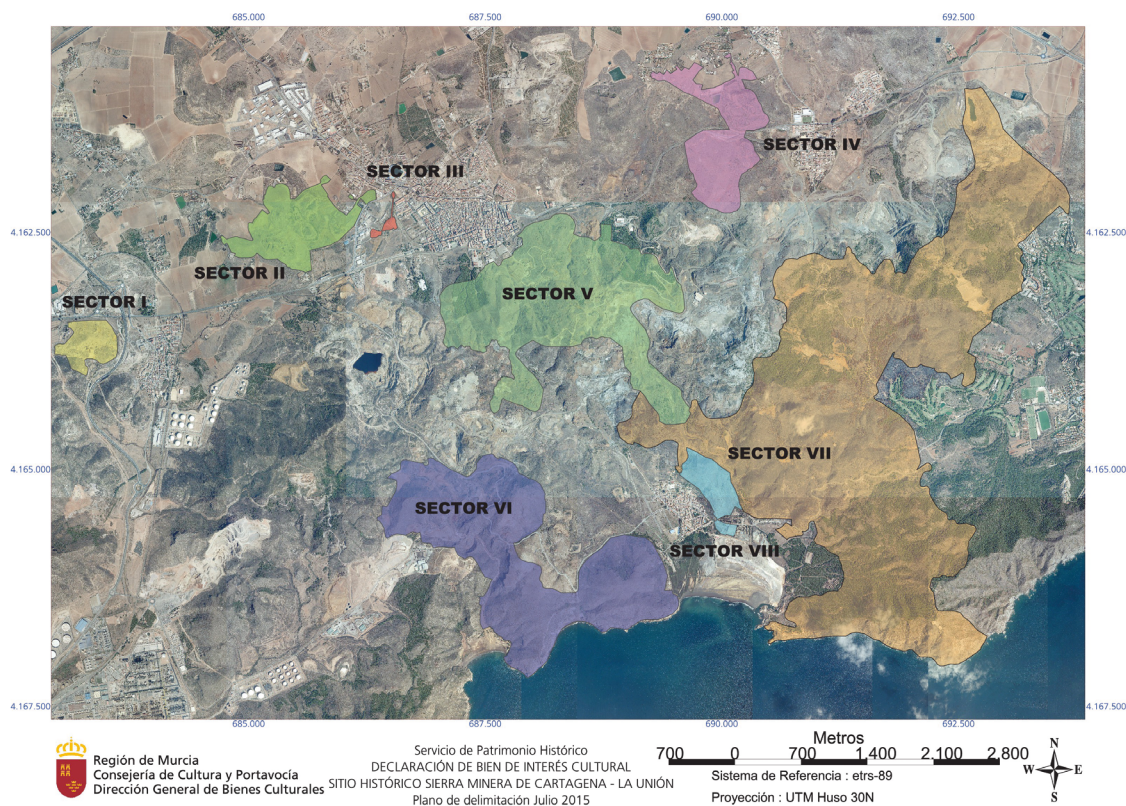 685.000
687.500
690.000
692.500
SECTOR IV
SECTOR III
4.162.500
4.162.500
SECTOR II
SECTOR V
SECTOR I
SECTOR VII
4.165.000
4.165.000
SECTOR VI
SECTOR VIII
4.167.500
4.167.500
685.000
687.500
690.000
692.500
Región de Murcia
Consejería de Cultura y Portavocía
Dirección General de Bienes Culturales
Servicio de Patrimonio Histórico
DECLARACIÓN DE BIEN DE INTERÉS CULTURAL
SITIO HISTÓRICO SIERRA MINERA DE CARTAGENA - LA UNIÓN
Plano de delimitación Julio 2015
Metros
700 0 700 1.400 2.100 2.800
Sistema de Referencia : etrs-89
Proyección : UTM Huso 30N
N
W E
S